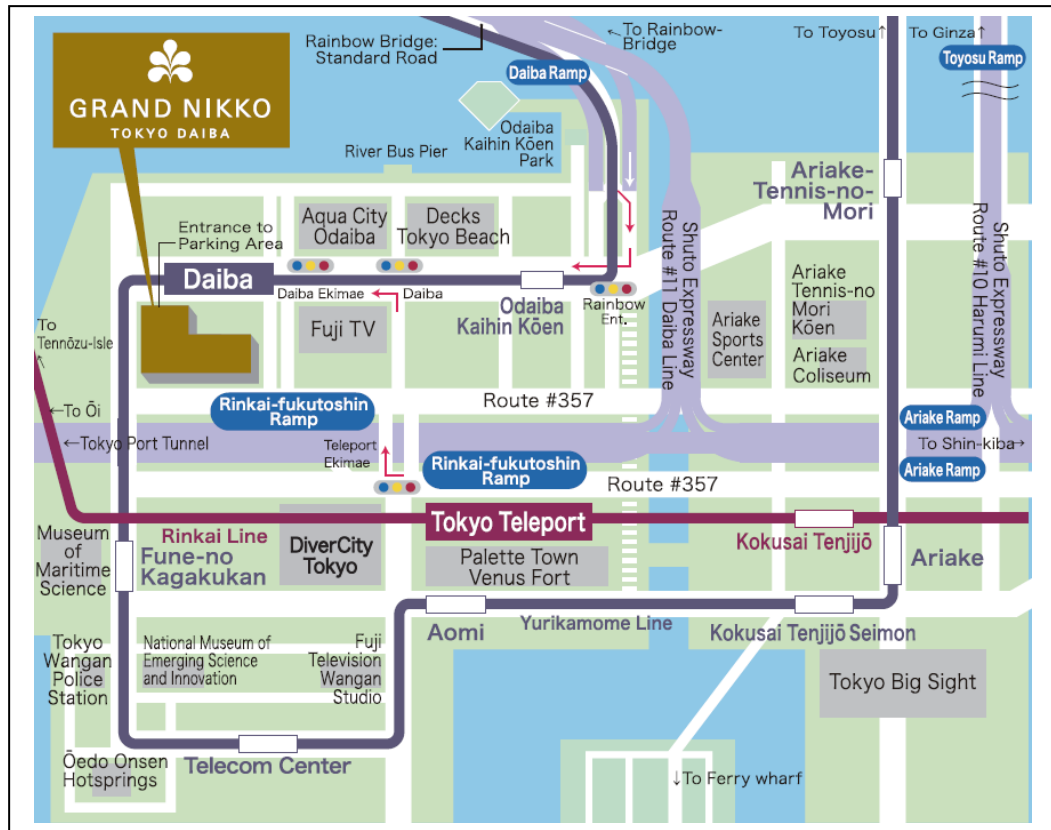 GRAND NIKKO
TOKYO DAIBA
Rainbow Bridge:
Standard Road
←To Rainbow-
Bridge
To Toyosu↑
To Ginza↑
Daiba Ramp
Toyosu Ramp
Odaiba
Kaihin Kōen
Park
River Bus Pier
Ariake-
Tennis-no-
Mori
Entrance to
Parking Area
Aqua City
Odaiba
Decks
Tokyo Beach
Shuto Expressway
Route #11 Daiba Line
Shuto Expressway
Route #10 Harumi Line
Daiba
Daiba Ekimae
←
Daiba
Odaiba
Kaihin Kōen
Rainbow
Ent.
Ariake
Tennis-no
Mori
Kōen
Fuji TV
Ariake
Sports
Center
Ariake
Coliseum
To
Tennōzu-Isle
Route #357
Rinkai-fukutoshin
Ramp
←To Ōi
Ariake Ramp
←Tokyo Port Tunnel
To Shin-kiba→
Teleport
Ekimae
Rinkai-fukutoshin
Ramp
Ariake Ramp
Route #357
Tokyo Teleport
Rinkai Line
Kokusai Tenjijō
Museum
of
Maritime
Science
Fune-no
Kagakukan
DiverCity
Tokyo
Palette Town
Venus Fort
Ariake
Aomi
Yurikamome Line
Kokusai Tenjijō Seimon
Tokyo
Wangan
Police
Station
National Museum of
Emerging Science
and Innovation
Fuji
Television
Wangan
Studio
Tokyo Big Sight
Ōedo Onsen
Hotsprings
Telecom Center
↓To Ferry wharf